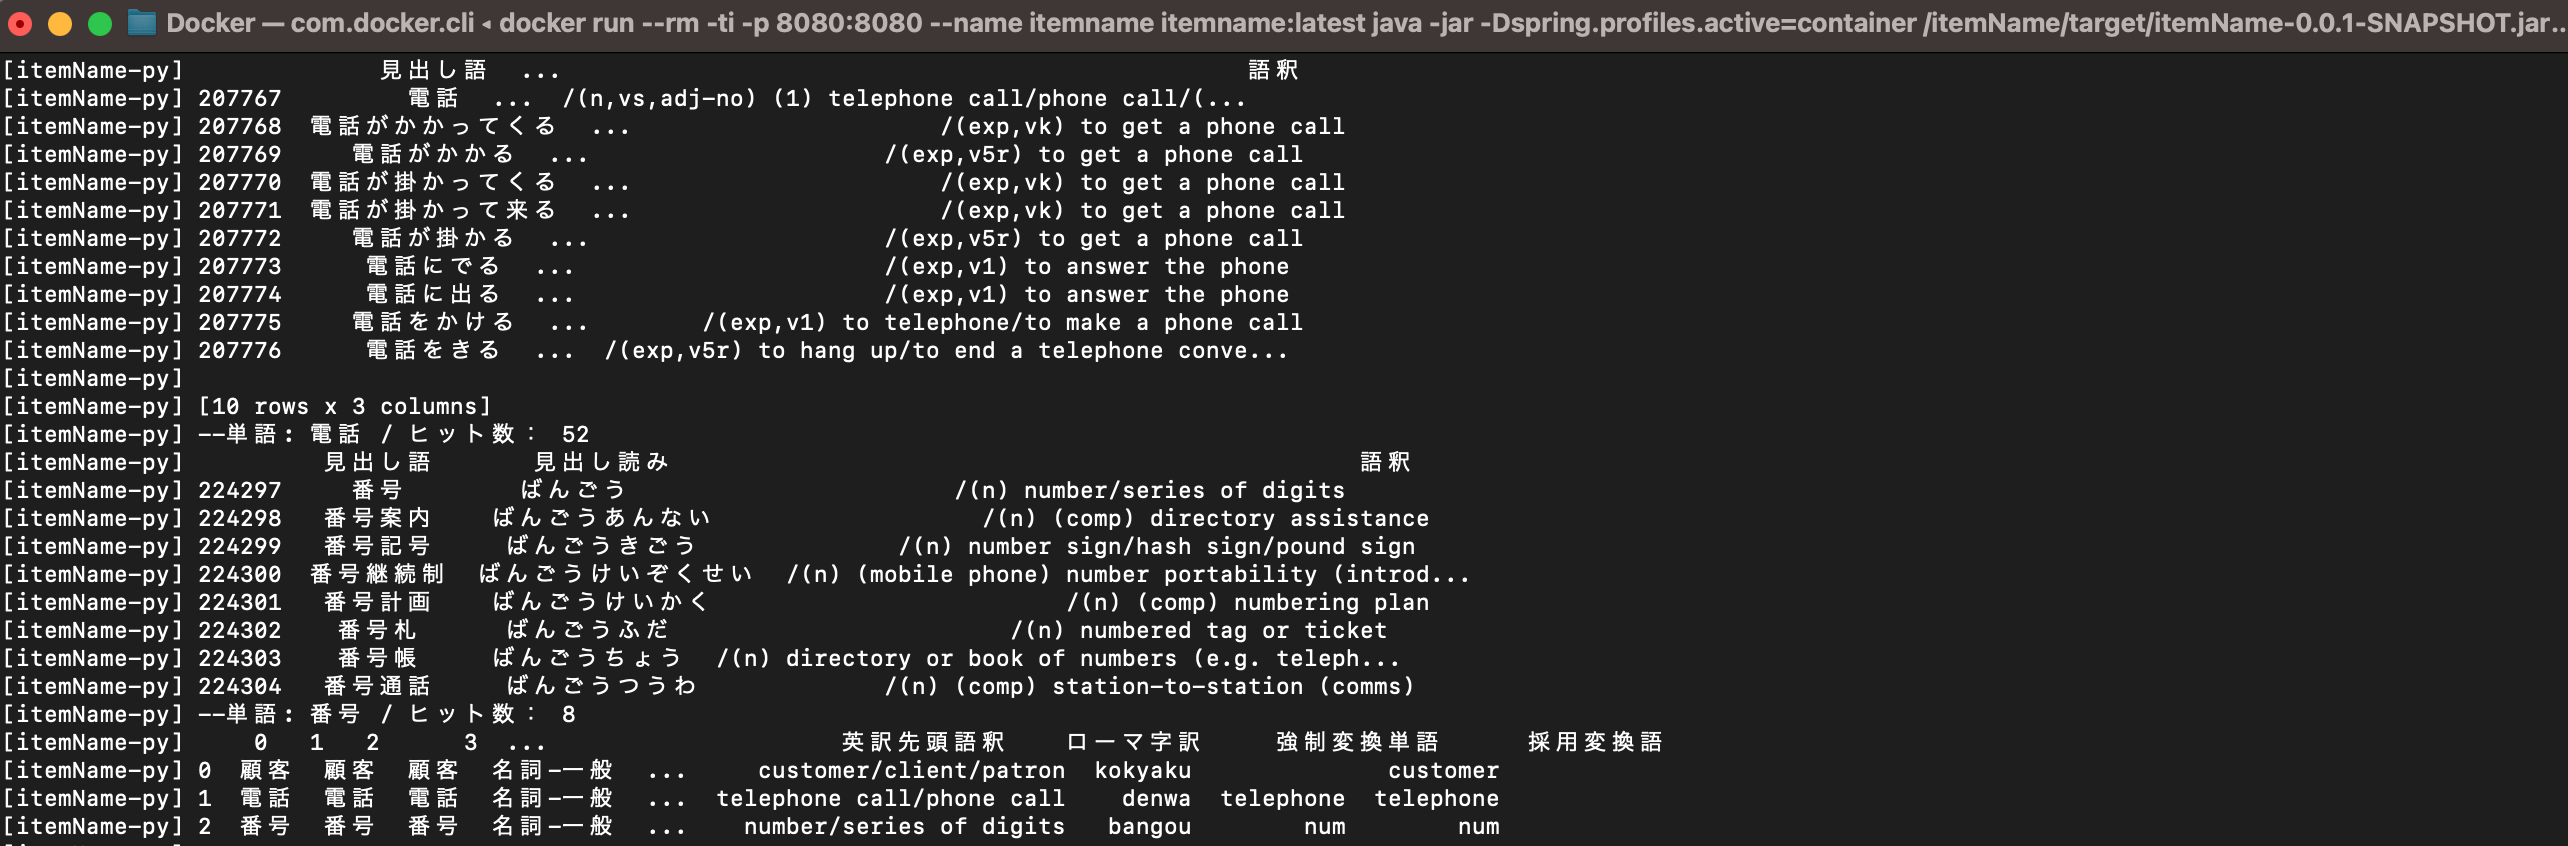 Docker — com.docker.cli ◂ docker run --rm -ti -p 8080:8080 --name itemname itemname:latest java -jar -Dspring.profiles.active=container /itemName/target/itemName-0.0.1-SNAPSHOT.jar...
[itemName-py] 見出し語 ... 語釈
[itemName-py] 207767 電話 ... /(n,vs,adj-no) (1) telephone call/phone call/(...
[itemName-py] 207768 電話がかかってくる ... /(exp,vk) to get a phone call
[itemName-py] 207769 電話がかかる ... /(exp,v5r) to get a phone call
[itemName-py] 207770 電話が掛かってくる ... /(exp,vk) to get a phone call
[itemName-py] 207771 電話が掛かって来る ... /(exp,vk) to get a phone call
[itemName-py] 207772 電話が掛かる ... /(exp,v5r) to get a phone call
[itemName-py] 207773 電話にでる ... /(exp,v1) to answer the phone
[itemName-py] 207774 電話に出る ... /(exp,v1) to answer the phone
[itemName-py] 207775 電話をかける ... /(exp,v1) to telephone/to make a phone call
[itemName-py] 207776 電話をきる ... /(exp,v5r) to hang up/to end a telephone conve...
[itemName-py]
[itemName-py] [10 rows x 3 columns]
[itemName-py] --単語: 電話 / ヒット数： 52
[itemName-py] 見出し語 見出し読み 語釈
[itemName-py] 224297 番号 ばんごう /(n) number/series of digits
[itemName-py] 224298 番号案内 ばんごうあんない /(n) (comp) directory assistance
[itemName-py] 224299 番号記号 ばんごうきごう /(n) number sign/hash sign/pound sign
[itemName-py] 224300 番号継続制 ばんごうけいぞくせい /(n) (mobile phone) number portability (introd...
[itemName-py] 224301 番号計画 ばんごうけいかく /(n) (comp) numbering plan
[itemName-py] 224302 番号札 ばんごうふだ /(n) numbered tag or ticket
[itemName-py] 224303 番号帳 ばんごうちょう /(n) directory or book of numbers (e.g. teleph...
[itemName-py] 224304 番号通話 ばんごうつうわ /(n) (comp) station-to-station (comms)
[itemName-py] --単語: 番号 / ヒット数： 8
[itemName-py] 0 1 2 3 ... 英訳先頭語釈 ローマ字訳 強制変換単語 採用変換語
[itemName-py] 0 顧客 顧客 顧客 名詞-一般 ... customer/client/patron kokyaku customer
[itemName-py] 1 電話 電話 電話 名詞-一般 ... telephone call/phone call denwa telephone telephone
[itemName-py] 2 番号 番号 番号 名詞-一般 ... number/series of digits bangou num num